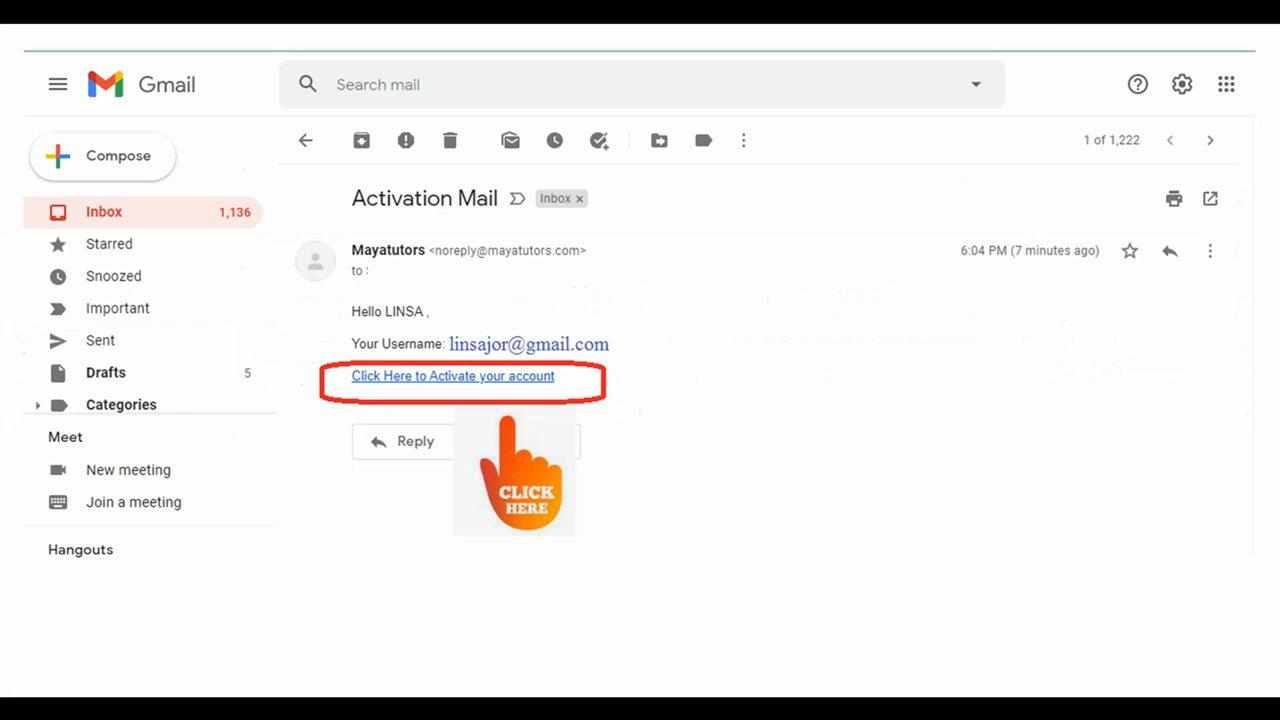 Gmail
Search mail
Compose
1 of 1,222
Inbox 1,136
Starred
Snoozed
Important
Sent
Drafts 5
Categories
Meet
New meeting
Join a meeting
Hangouts
Activation Mail Inbox x
Mayatutors <noreply@mayatutors.com> 6:04 PM (7 minutes ago)
to :
Hello LINSA ,
Your Username: linsajor@gmail.com
Click Here to Activate your account
Reply
CLICK
HERE